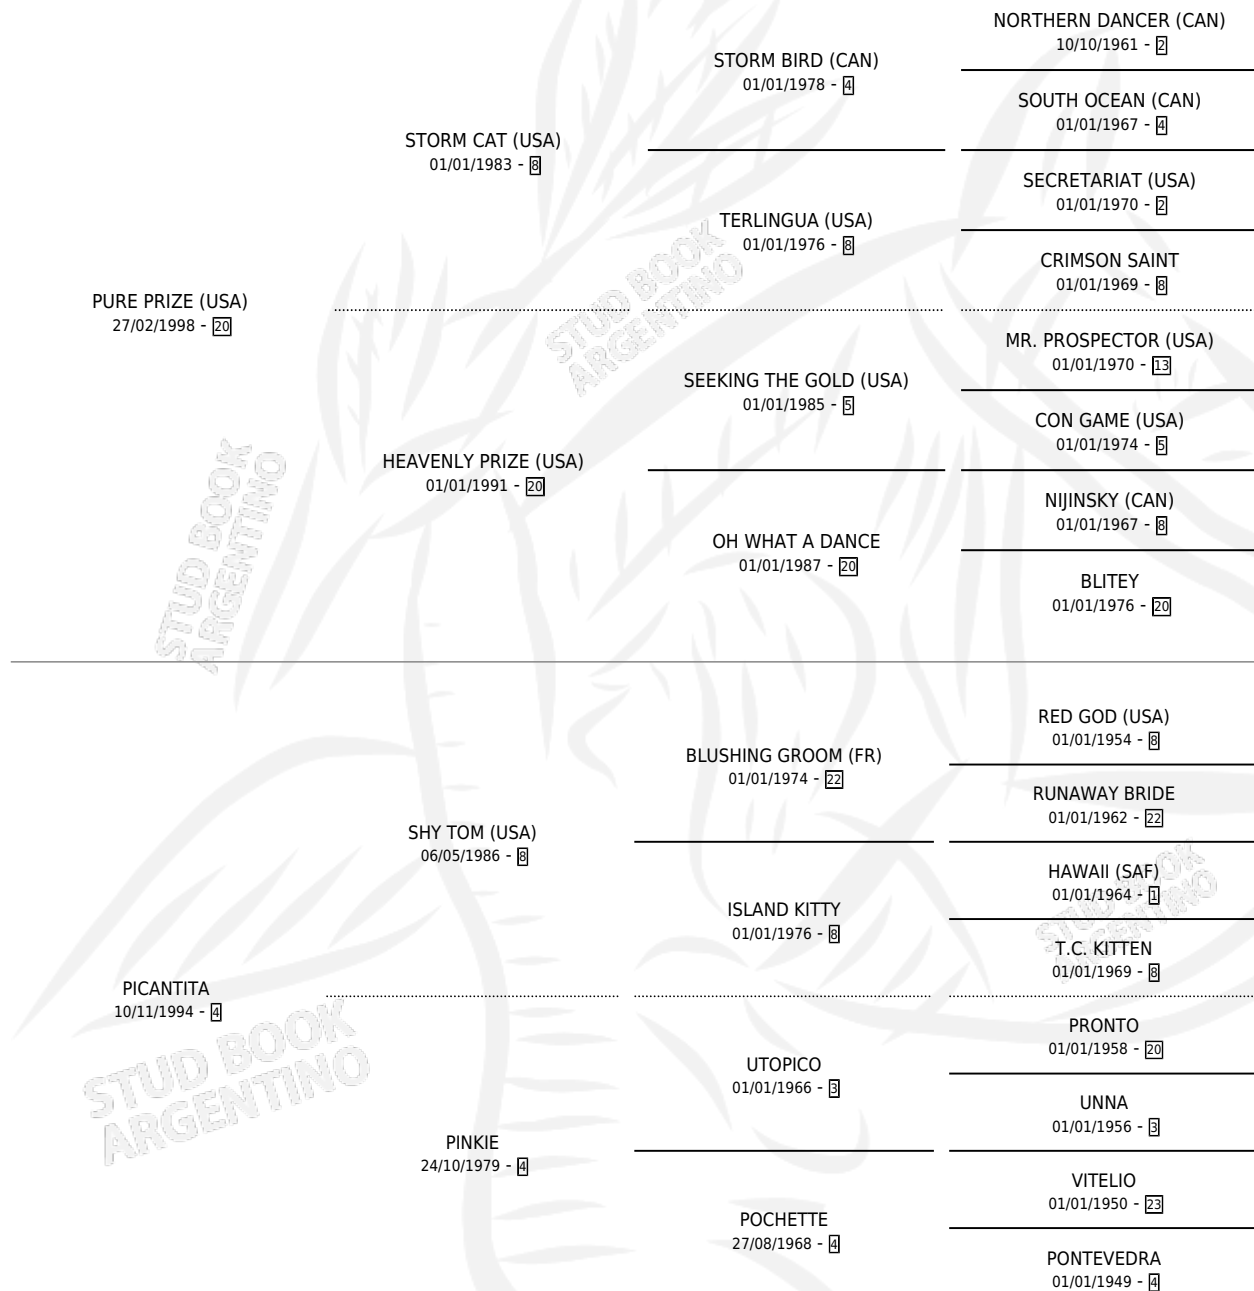 NORTHERN DANCER (CAN)
10/10/1961 - 2
STORM BIRD (CAN)
01/01/1978 - 4
SOUTH OCEAN (CAN)
01/01/1967 - 4
STORM CAT (USA)
01/01/1983 - 8
SECRETARIAT (USA)
01/01/1970 - 2
TERLINGUA (USA)
01/01/1976 - 8
CRIMSON SAINT
01/01/1969 - 8
PURE PRIZE (USA)
27/02/1998 - 20
STUD BOOK
ARGENTINO
MR. PROSPECTOR (USA)
01/01/1970 - 13
SEEKING THE GOLD (USA)
01/01/1985 - 5
CON GAME (USA)
01/01/1974 - 5
HEAVENLY PRIZE (USA)
01/01/1991 - 20
NIJINSKY (CAN)
01/01/1967 - 8
OH WHAT A DANCE
01/01/1987 - 20
BLITEY
01/01/1976 - 20
STUD BOOK
ARGENTINO
RED GOD (USA)
01/01/1954 - 8
BLUSHING GROOM (FR)
01/01/1974 - 22
RUNAWAY BRIDE
01/01/1962 - 22
SHY TOM (USA)
06/05/1986 - 8
HAWAII (SAF)
01/01/1964 - 1
ISLAND KITTY
01/01/1976 - 8
STUD BOOK
ARGENTINO
T.C. KITTEN
01/01/1969 - 8
PICANTITA
10/11/1994 - 4
STUD BOOK
ARGENTINO
PRONTO
01/01/1958 - 20
UTOPICO
01/01/1966 - 3
UNNA
01/01/1956 - 3
PINKIE
24/10/1979 - 4
VITELIO
01/01/1950 - 23
POCHETTE
27/08/1968 - 4
PONTEVEDRA
01/01/1949 - 4